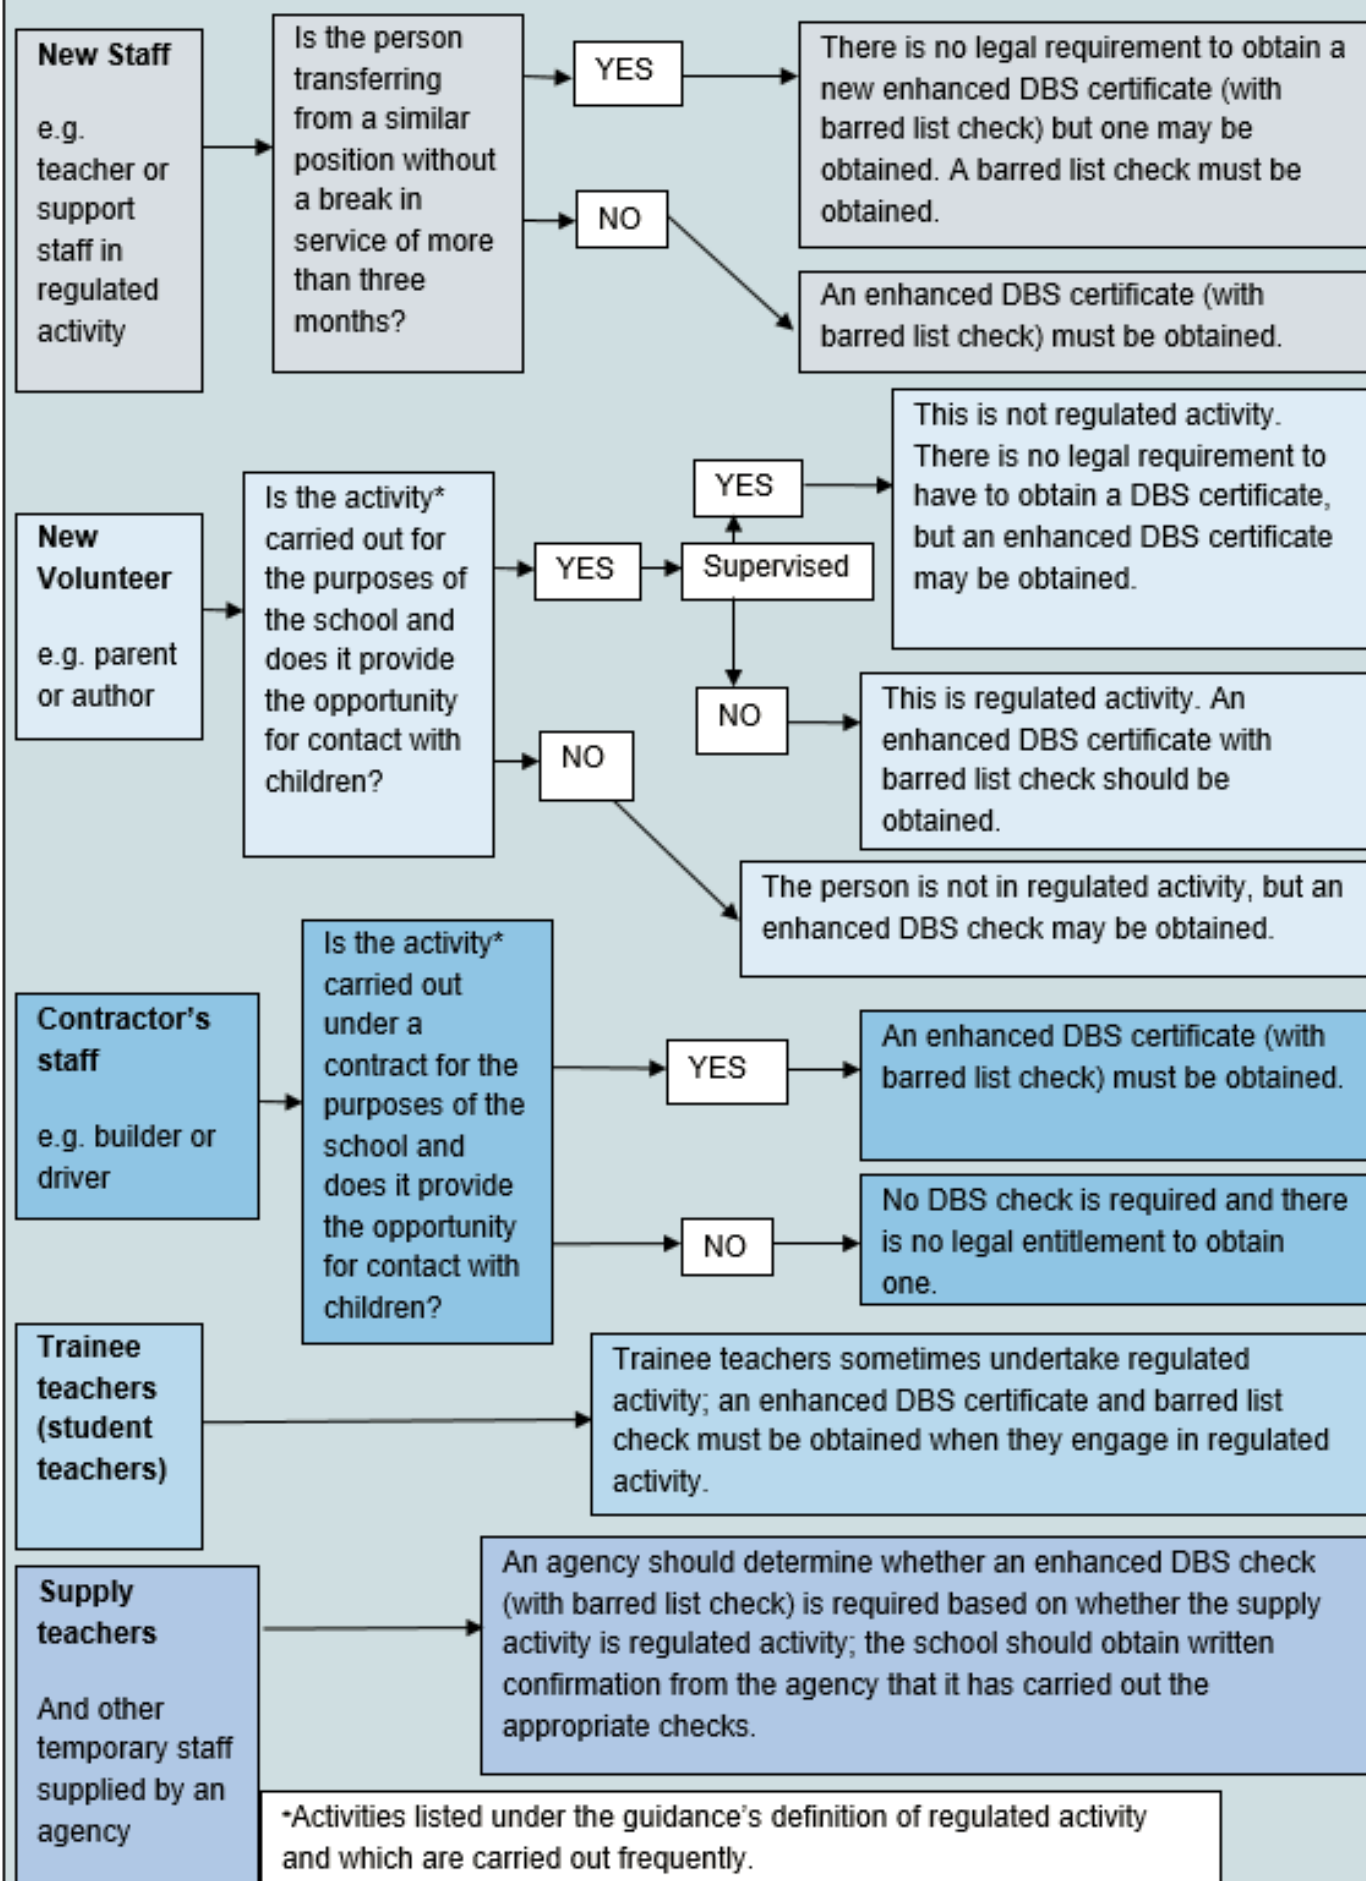 New Staff
e.g.
teacher or
support
staff in
regulated
activity
Is the person
transferring
from a similar
position without
a break in
service of more
than three
months?
YES
There is no legal requirement to obtain a
new enhanced DBS certificate (with
barred list check) but one may be
obtained. A barred list check must be
obtained.
NO
An enhanced DBS certificate (with
barred list check) must be obtained.
New
Volunteer
e.g. parent
or author
Is the activity*
carried out for
the purposes of
the school and
does it provide
the opportunity
for contact with
children?
YES
Supervised
YES
This is not regulated activity.
There is no legal requirement to
have to obtain a DBS certificate,
but an enhanced DBS certificate
may be obtained.
NO
This is regulated activity. An
enhanced DBS certificate with
barred list check should be
obtained.
NO
The person is not in regulated activity, but an
enhanced DBS check may be obtained.
Contractor's
staff
e.g. builder or
driver
Is the activity*
carried out
under a
contract for the
purposes of the
school and
does it provide
the opportunity
for contact with
children?
YES
An enhanced DBS certificate (with
barred list check) must be obtained.
NO
No DBS check is required and there
is no legal entitlement to obtain
one.
Trainee
teachers
(student
teachers)
Trainee teachers sometimes undertake regulated
activity; an enhanced DBS certificate and barred list
check must be obtained when they engage in regulated
activity.
Supply
teachers
And other
temporary staff
supplied by an
agency
An agency should determine whether an enhanced DBS check
(with barred list check) is required based on whether the supply
activity is regulated activity; the school should obtain written
confirmation from the agency that it has carried out the
appropriate checks.
*Activities listed under the guidance's definition of regulated activity
and which are carried out frequently.